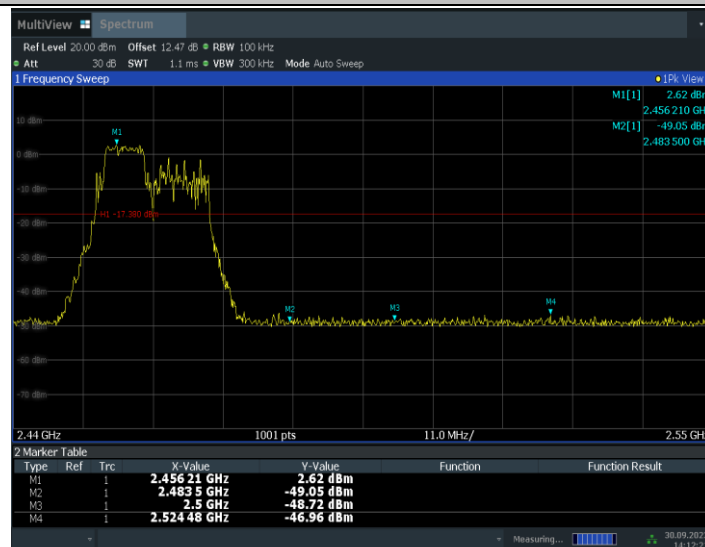 MultiView Spectrum
Ref Level 20.00 dBm Offset 12.47 dB RBW 100 kHz
Att 30 dB SWT 1.1 ms VBW 300 kHz Mode Auto Sweep
1 Frequency Sweep 1Pk View
M1[1] 2.62 dBm
2.456 210 GH
M2[1] -49.05 dBm
2.483 500 GH
10 dBm
M1
0 dBm
-10 dBm
H1 -17.380 dBm
-20 dBm
-30 dBm
-40 dBm
M2 M3 M4
-50 dBm
-60 dBm
-70 dBm
2.44 GHz 1001 pts 11.0 MHz/ 2.55 GH
2 Marker Table
Type Ref Trc X-Value Y-Value Function Function Result
M1 1 2.456 21 GHz 2.62 dBm
M2 1 2.483 5 GHz -49.05 dBm
M3 1 2.5 GHz -48.72 dBm
M4 1 2.524 48 GHz -46.96 dBm
Measuring... 30.09.202